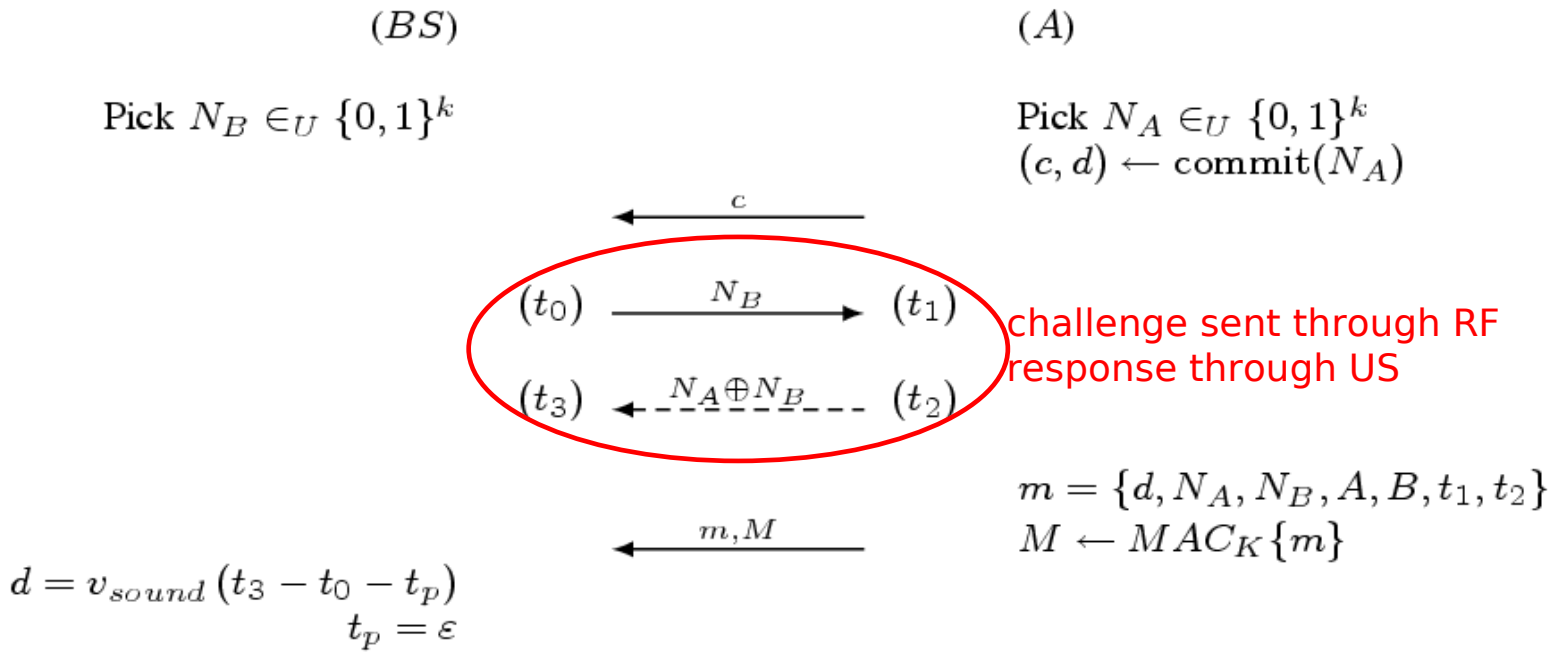 (BS) (A)
Pick N_B ∈_U {0,1}^k Pick N_A ∈_U {0,1}^k
(c, d) ← commit(N_A)
c
(t_0) N_B (t_1)
challenge sent through RF
response through US
(t_3) N_A⊕N_B (t_2)
m = {d, N_A, N_B, A, B, t_1, t_2}
m,M M ← MAC_K{m}
d = v_sound (t_3 − t_0 − t_p)
t_p = ε